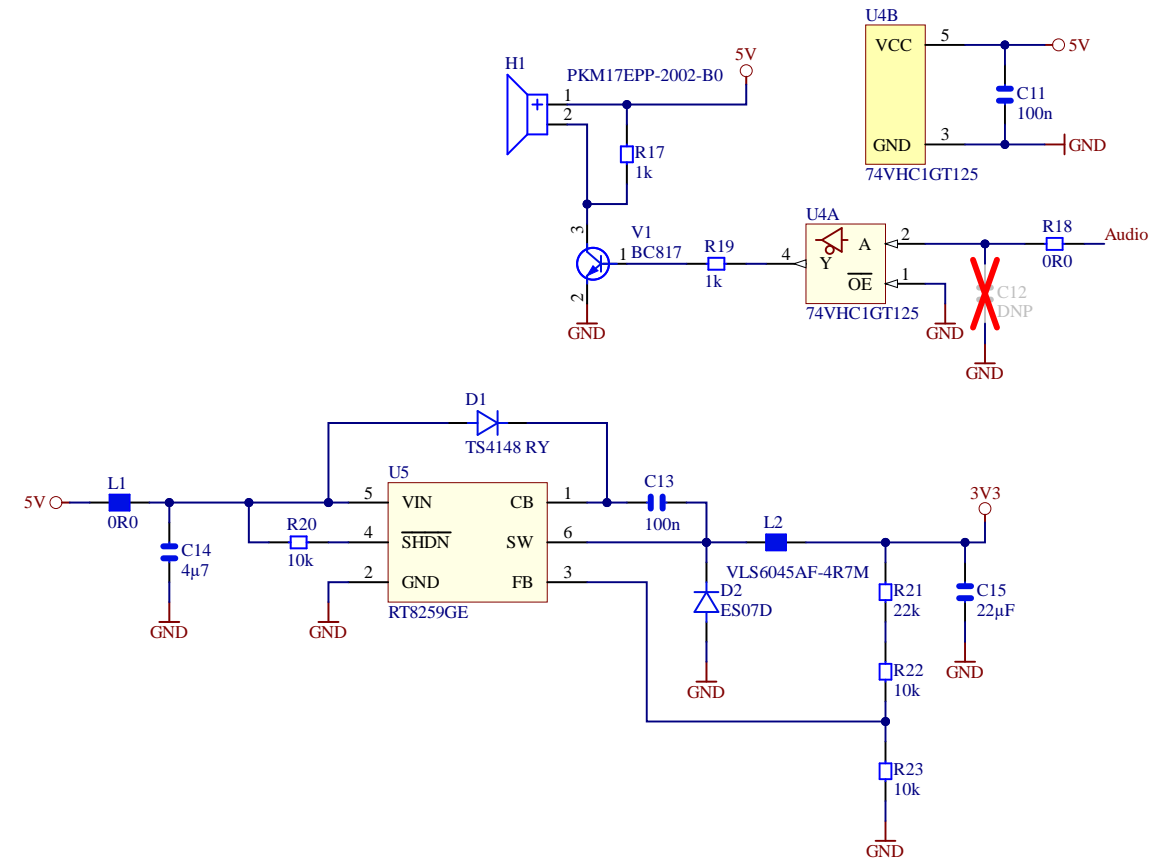 U4B
VCC
5
5V
C11
100n
GND
3
GND
74VHC1GT125
H1
PKM17EPP-2002-B0
5V
+
1
2
R17
1k
3
V1
BC817
1
2
GND
R19
1k
4
U4A
A
Y
OE
2
1
74VHC1GT125
GND
R18
0R0
Audio
C12
DNP
GND
D1
TS4148 RY
5V
L1
0R0
C14
4µ7
GND
R20
10k
GND
U5
5
VIN
CB
1
4
SHDN
SW
6
2
GND
FB
3
RT8259GE
C13
100n
L2
VLS6045AF-4R7M
D2
ES07D
GND
3V3
R21
22k
C15
22µF
GND
R22
10k
R23
10k
GND